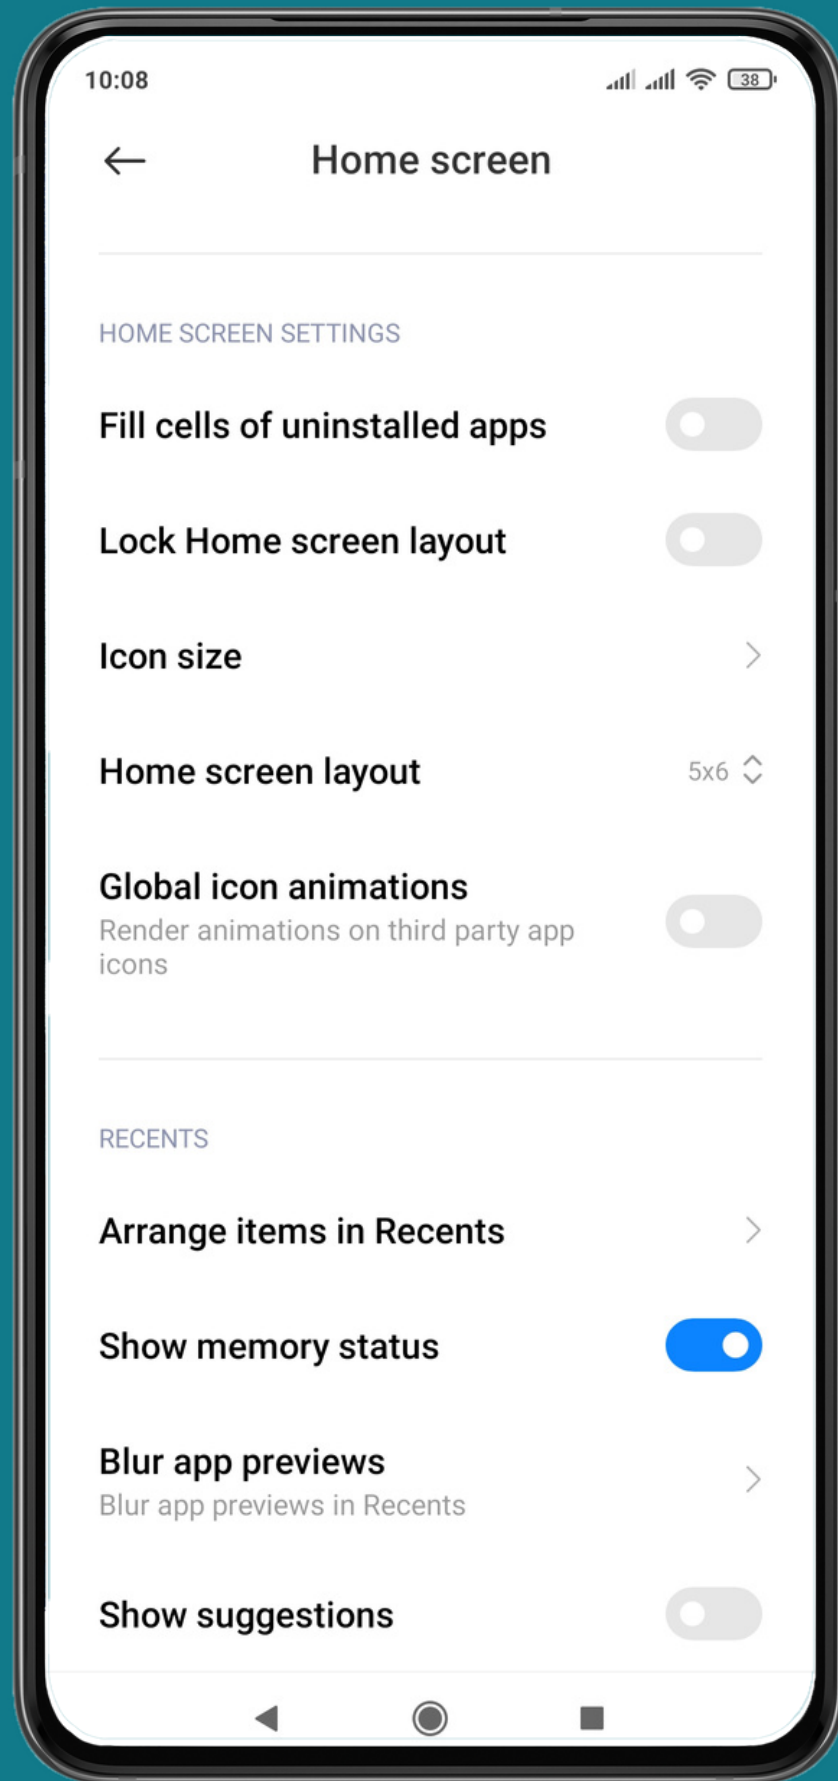 10:08
38
Home screen
HOME SCREEN SETTINGS
Fill cells of uninstalled apps
Lock Home screen layout
Icon size
Home screen layout
5x6
Global icon animations
Render animations on third party app
icons
RECENTS
Arrange items in Recents
Show memory status
Blur app previews
Blur app previews in Recents
Show suggestions